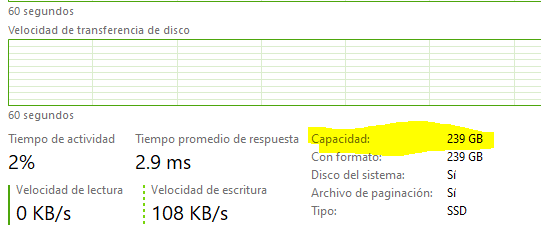 60 segundos
Velocidad de transferencia de disco
60 segundos
Tiempo de actividad Tiempo promedio de respuesta Capacidad: 239 GB
2% 2.9 ms Con formato: 239 GB
Disco del sistema: Sí
Velocidad de lectura Velocidad de escritura Archivo de paginación: Sí
0 KB/s 108 KB/s Tipo: SSD